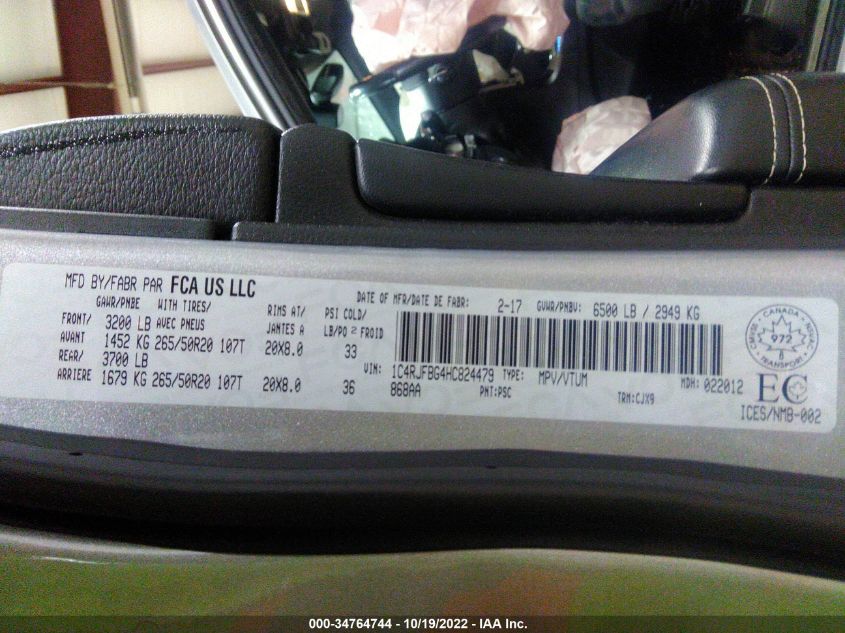 MFD BY/FABR PAR FCA US LLC
DATE OF MFR/DATE DE FABR: 2-17 GVWR/PNBV: 6500 LB / 2949 KG
GAWR/PNBE WITH TIRES/ RIMS AT/ PSI COLD/
FRONT/ 3200 LB AVEC PNEUS JANTES A LB/PO² FROID
AVANT 1452 KG 265/50R20 107T 20X8.0 33
REAR/ 3700 LB
ARRIERE 1679 KG 265/50R20 107T 20X8.0 36
VIN: 1C4RJFBG4HC824479 TYPE: MPV/VTUM MDH: 022012
868AA PNT:PSC TRM:CJX9
CANADA
972
8
TRANSPORT
EC
ICES/NMB-002
000-34764744 - 10/19/2022 - IAA Inc.